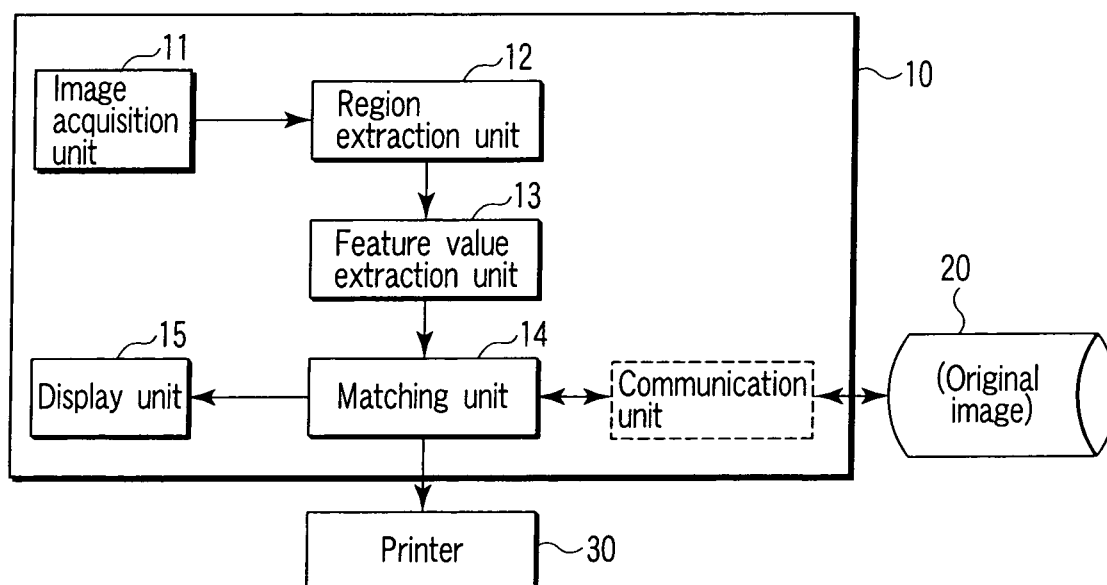 11
Image
acquisition
unit
12
Region
extraction unit
10
13
Feature value
extraction unit
20
(Original
image)
15
Display unit
14
Matching unit
Communication
unit
Printer
30